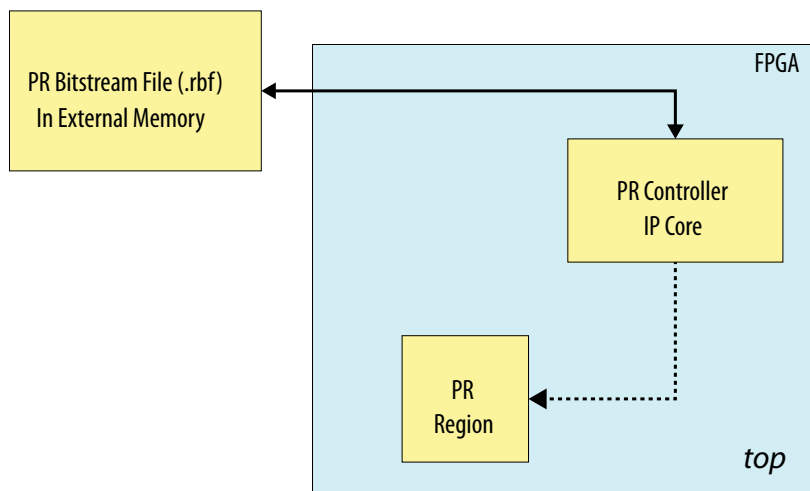 PR Bitstream File (.rbf)
In External Memory
FPGA
PR Controller
IP Core
PR
Region
top